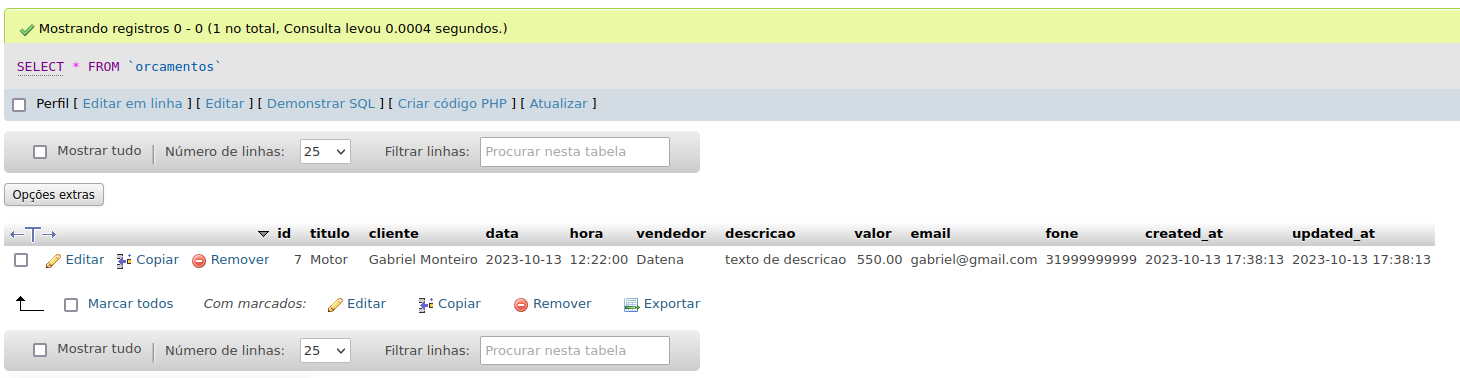 Mostrando registros 0 - 0 (1 no total, Consulta levou 0.0004 segundos.)
SELECT * FROM `orcamentos`
Perfil [ Editar em linha ] [ Editar ] [ Demonstrar SQL ] [ Criar código PHP ] [ Atualizar ]
Mostrar tudo | Número de linhas: 25 Filtrar linhas: Procurar nesta tabela
Opções extras
id titulo cliente data hora vendedor descricao valor email fone created_at updated_at
Editar Copiar Remover 7 Motor Gabriel Monteiro 2023-10-13 12:22:00 Datena texto de descricao 550.00 gabriel@gmail.com 31999999999 2023-10-13 17:38:13 2023-10-13 17:38:13
Marcar todos Com marcados: Editar Copiar Remover Exportar
Mostrar tudo | Número de linhas: 25 Filtrar linhas: Procurar nesta tabela